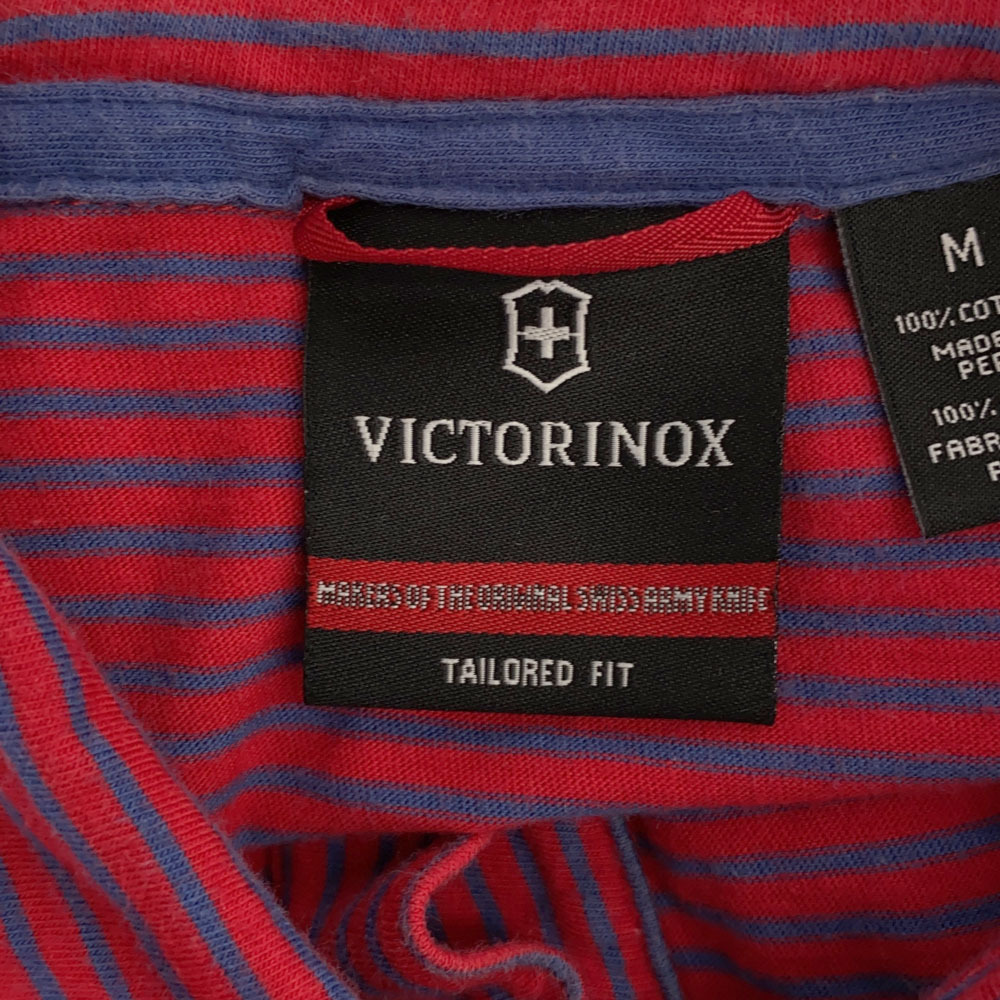 VICTORINOX
MAKERS OF THE ORIGINAL SWISS ARMY KNIFE
TAILORED FIT
M
100% COT
MADE
PER
100%
FABR